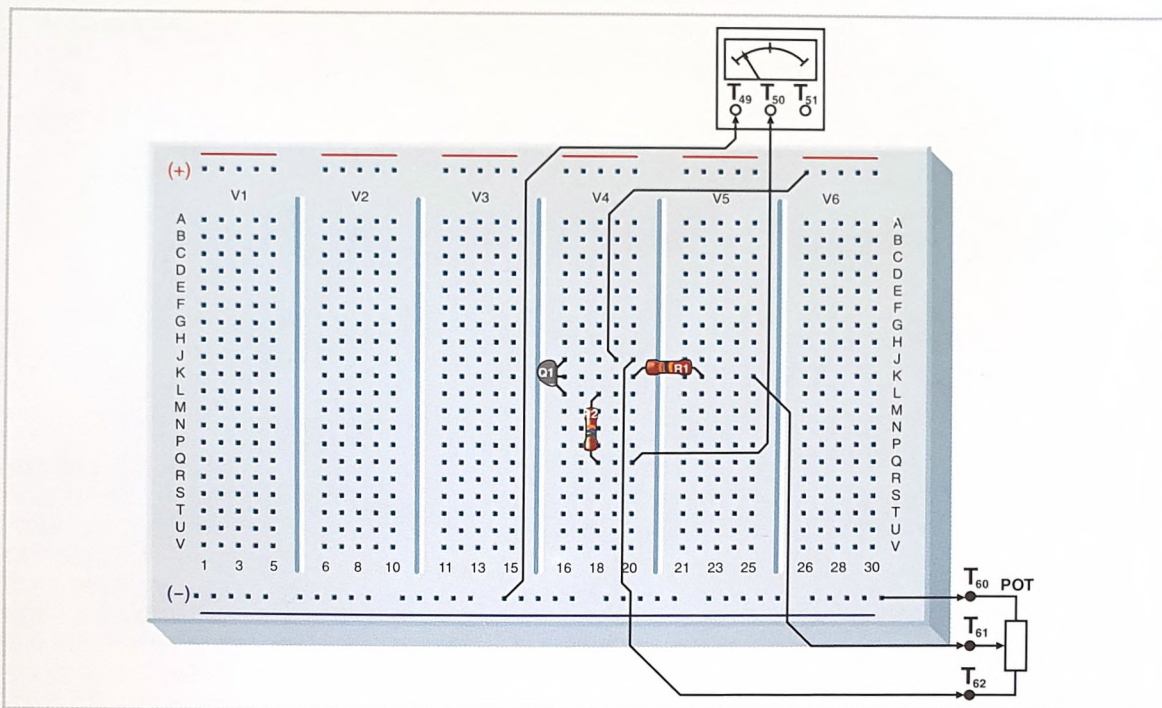 T49 T50 T51
(+)
V1 V2 V3 V4 V5 V6
A A
B B
C C
D D
E E
F F
G G
H H
J J
K Q1 R1 K
L L
M R2 M
N N
P P
Q Q
R R
S S
T T
U U
V V
1 3 5 6 8 10 11 13 15 16 18 20 21 23 25 26 28 30
(-)
T60 POT
T61
T62